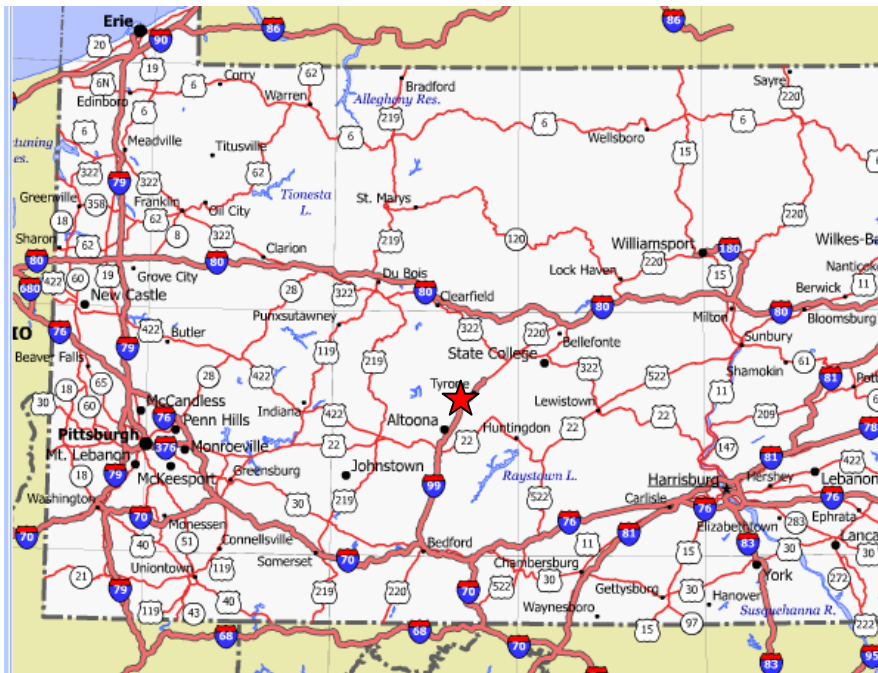 Erie
90
86
86
20
19
6N
Edinboro
6
Corry
62
Warren
Bradford
Allegheny Res.
219
Sayre
220
6
6
Meadville
Titusville
6
6
Wellsboro
15
6
tuning
es.
322
79
322
62
Tionesta
L.
St. Marys
Greenville
358
Franklin
Oil City
18
62
8
322
219
120
220
Sharon
62
Clarion
Williamsport
180
Wilkes-Ba
80
80
Du Bois
220
Lock Haven
15
Nanticoke
422
60
19
Grove City
28
322
80
Clearfield
80
Berwick
11
680
New Castle
Punxsutawney
322
220
Bellefonte
Milton
80
Bloomsburg
IO
76
422
Butler
119
219
State College
Sunbury
Beaver Falls
79
28
422
322
522
Shamokin
61
18
65
Tyrone
11
81
Pott
30
60
McCandless
76
Penn Hills
Indiana
422
Altoona
Lewistown
22
209
Pittsburgh
376
Monroeville
22
22
22
Huntingdon
22
147
78
Mt. Lebanon
79
McKeesport
Greensburg
Johnstown
Raystown L.
Harrisburg
81
Hershey
422
Lebanon
18
Washington
30
219
99
522
Carlisle
76
76
Elizabethtown
283
Ephrata
70
70
Monessen
76
81
83
30
Lanca
40
51
Connellsville
Somerset
70
Bedford
11
15
30
21
Uniontown
119
Chambersburg
York
272
79
119
43
40
219
220
70
522
30
Gettysburg
30
Hanover
Waynesboro
Susquehanna R.
68
68
70
15
97
222
83
95